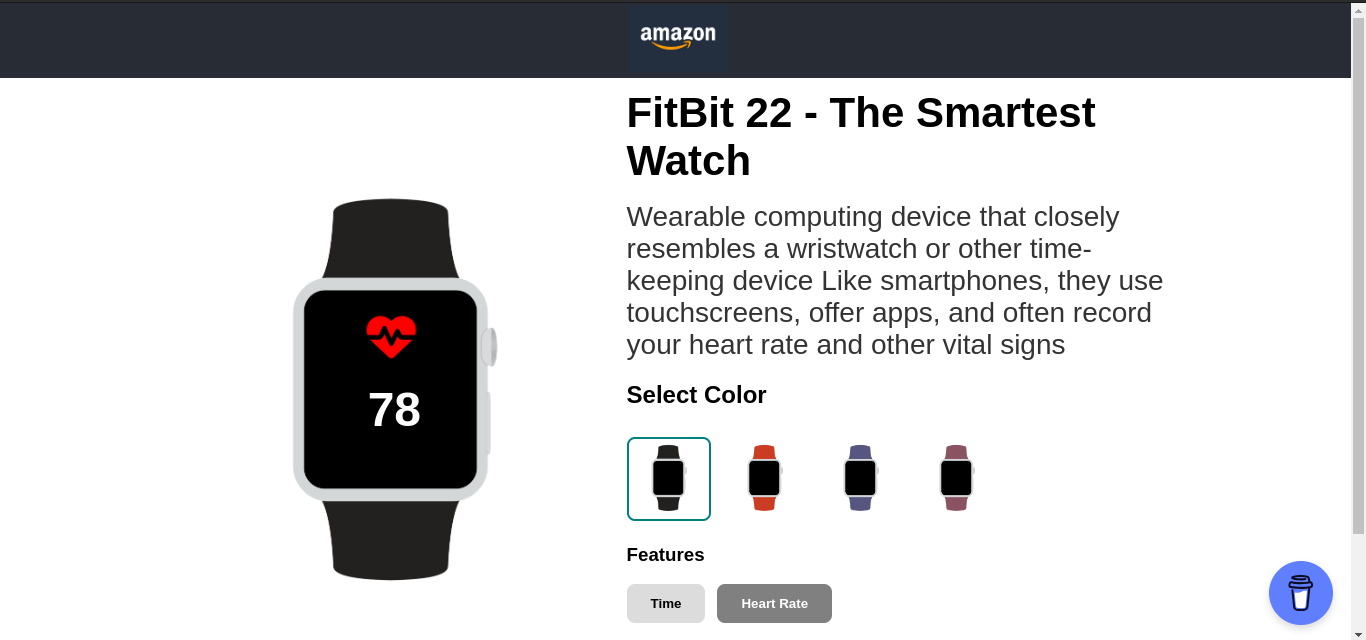 amazon
FitBit 22 - The Smartest
Watch
Wearable computing device that closely
resembles a wristwatch or other time-
keeping device Like smartphones, they use
touchscreens, offer apps, and often record
your heart rate and other vital signs
78
Select Color
Features
Time
Heart Rate